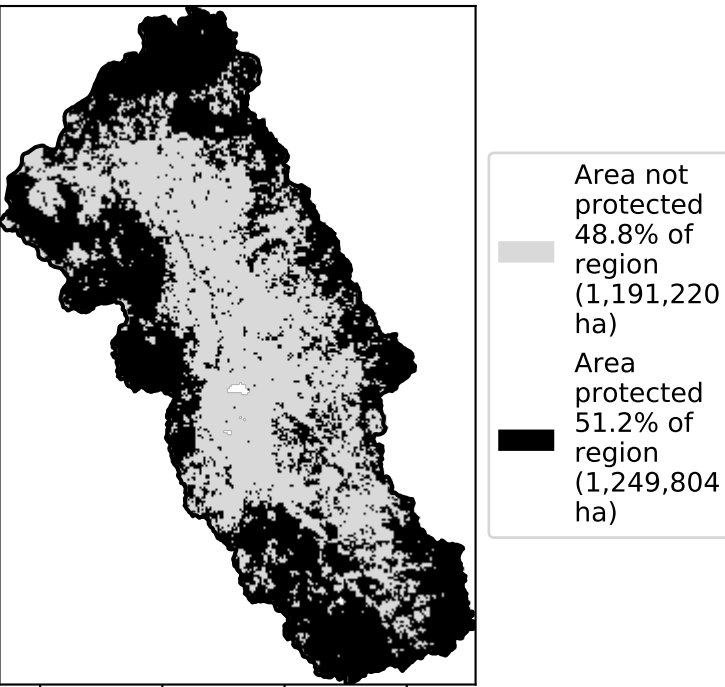 Area not
protected
48.8% of
region
(1,191,220
ha)
Area
protected
51.2% of
region
(1,249,804
ha)